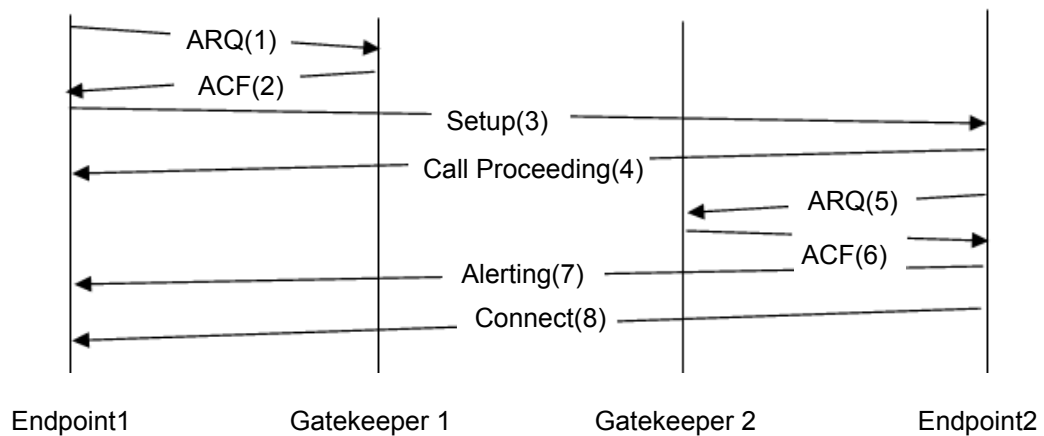 ARQ(1)
ACF(2)
Setup(3)
Call Proceeding(4)
ARQ(5)
ACF(6)
Alerting(7)
Connect(8)
Endpoint1 Gatekeeper 1 Gatekeeper 2 Endpoint2